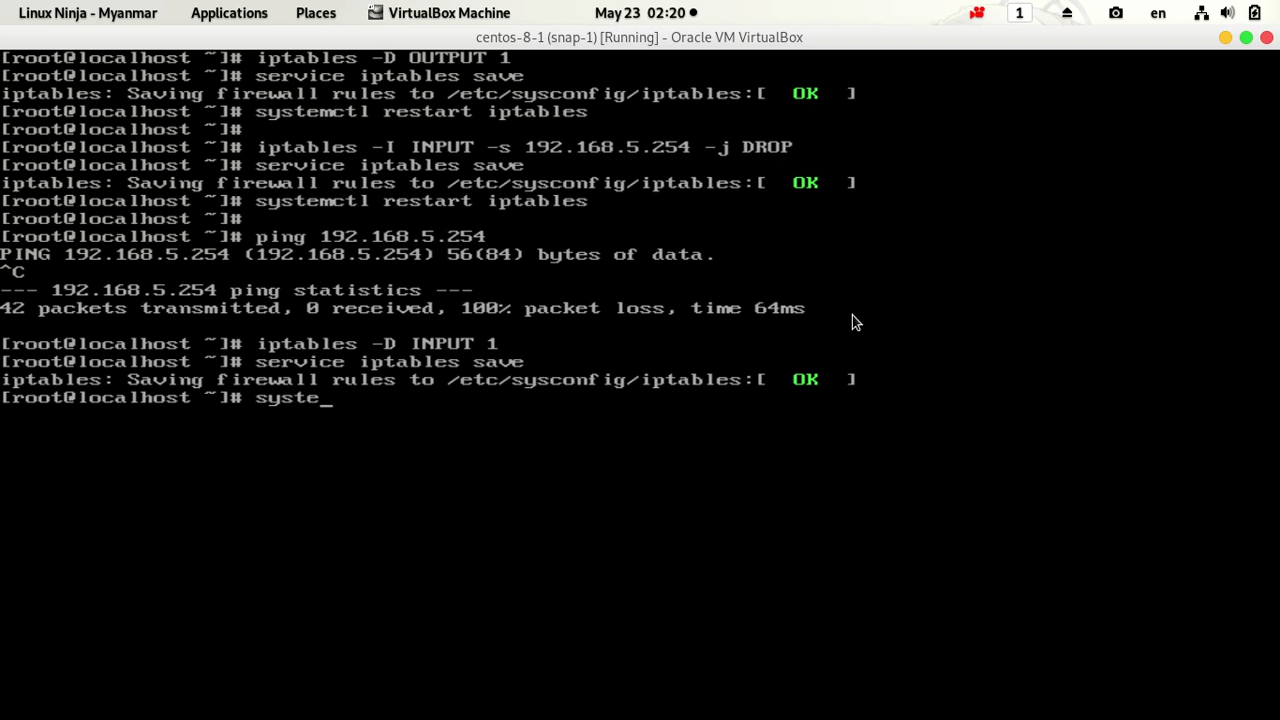 Linux Ninja - Myanmar Applications Places VirtualBox Machine May 23 02:20 1 en
centos-8-1 (snap-1) [Running] - Oracle VM VirtualBox
[root@localhost ~]# iptables -D OUTPUT 1
[root@localhost ~]# service iptables save
iptables: Saving firewall rules to /etc/sysconfig/iptables:[  OK  ]
[root@localhost ~]# systemctl restart iptables
[root@localhost ~]#
[root@localhost ~]# iptables -I INPUT -s 192.168.5.254 -j DROP
[root@localhost ~]# service iptables save
iptables: Saving firewall rules to /etc/sysconfig/iptables:[  OK  ]
[root@localhost ~]# systemctl restart iptables
[root@localhost ~]#
[root@localhost ~]# ping 192.168.5.254
PING 192.168.5.254 (192.168.5.254) 56(84) bytes of data.
^C
--- 192.168.5.254 ping statistics ---
42 packets transmitted, 0 received, 100% packet loss, time 64ms
[root@localhost ~]# iptables -D INPUT 1
[root@localhost ~]# service iptables save
iptables: Saving firewall rules to /etc/sysconfig/iptables:[  OK  ]
[root@localhost ~]# syste_